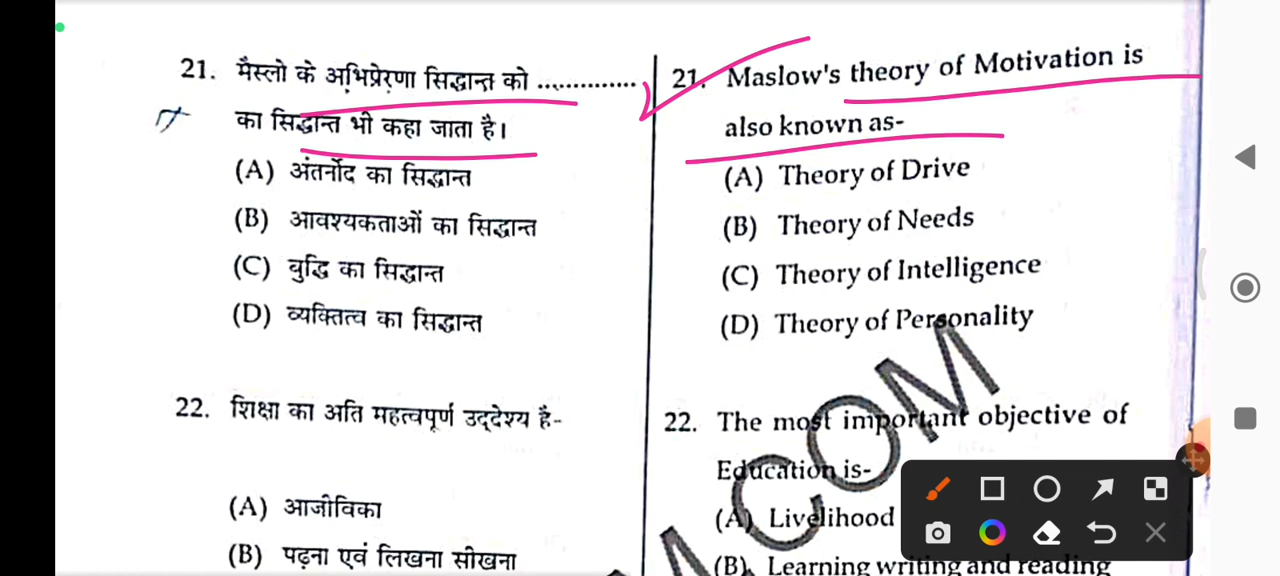 21. मैस्लो के अभिप्रेरणा सिद्धान्त को ..............
का सिद्धान्त भी कहा जाता है।
(A) अंतर्नोद का सिद्धान्त
(B) आवश्यकताओं का सिद्धान्त
(C) बुद्धि का सिद्धान्त
(D) व्यक्तित्व का सिद्धान्त
22. शिक्षा का अति महत्वपूर्ण उद्देश्य है-
(A) आजीविका
(B) पढ़ना एवं लिखना सीखना
21. Maslow's theory of Motivation is
also known as-
(A) Theory of Drive
(B) Theory of Needs
(C) Theory of Intelligence
(D) Theory of Personality
22. The most important objective of
Education is-
(A) Livelihood
(B) Learning writing and reading
M.COM